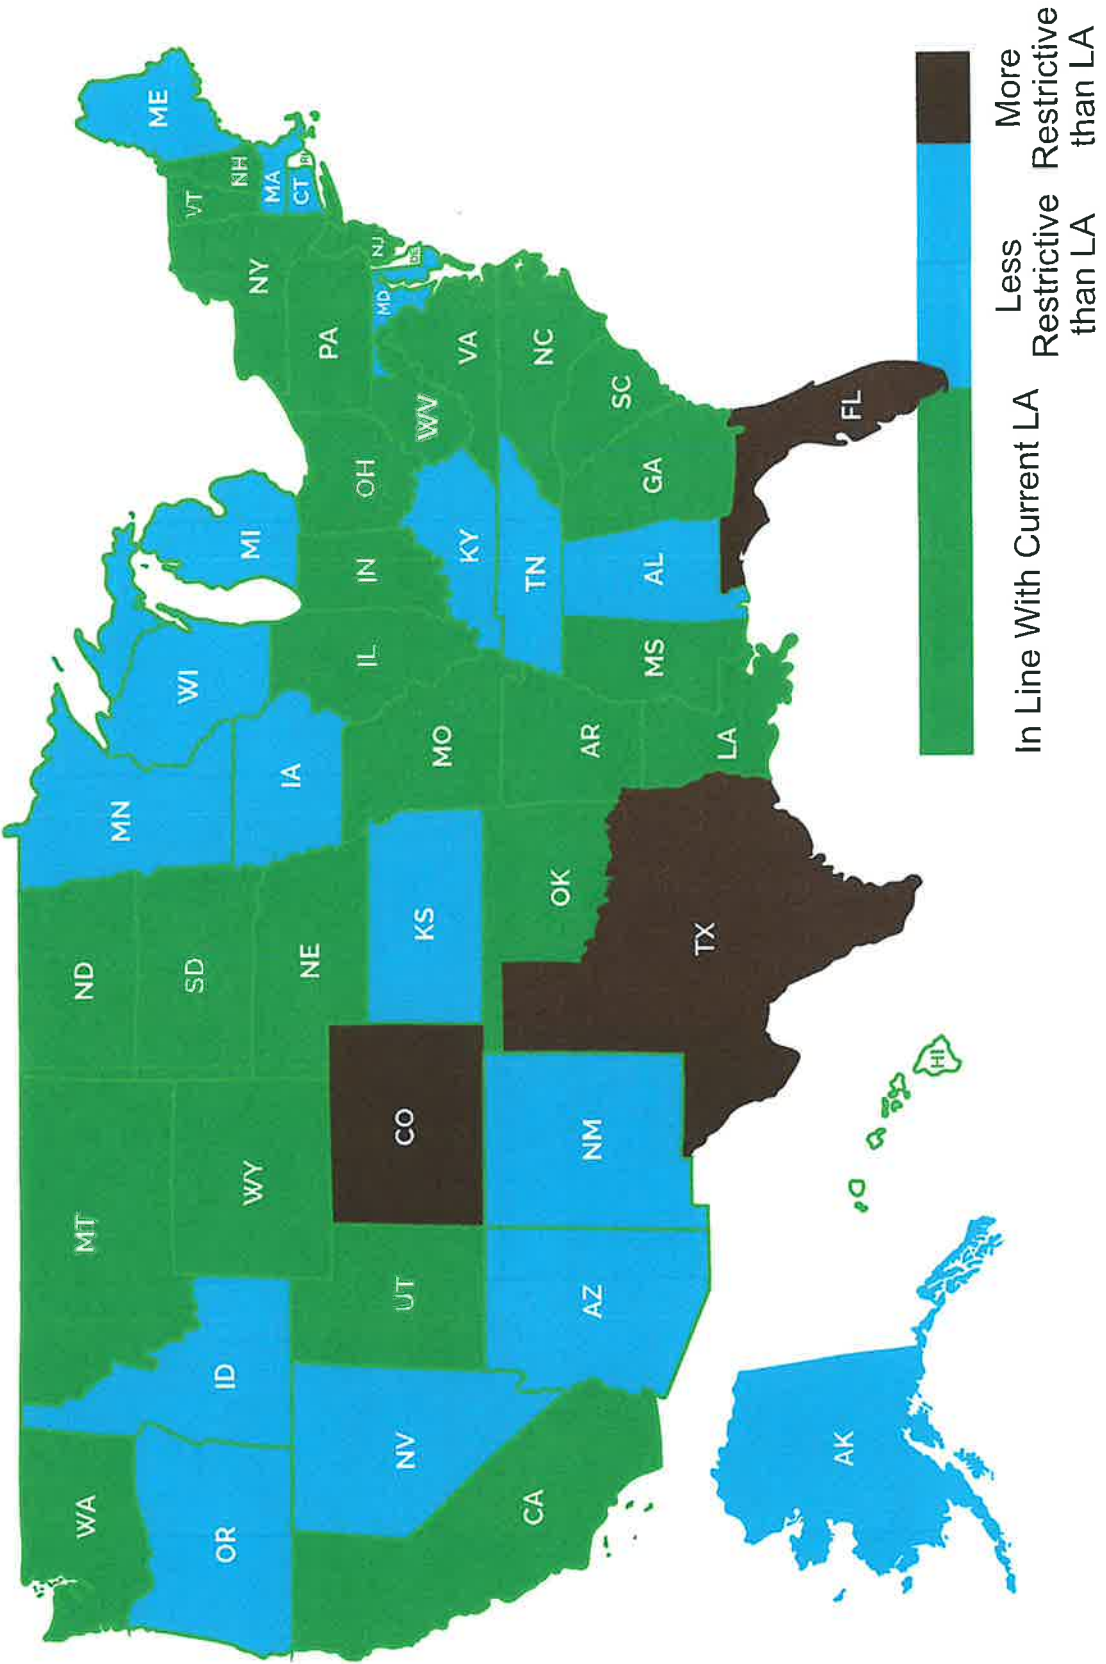 WA
MT
ND
MN
ME
VT
NH
OR
ID
WY
SD
WI
MI
NY
MA
CT
RI
NV
UT
CO
NE
IA
IL
IN
OH
PA
NJ
DE
MD
CA
KS
MO
KY
WV
VA
AZ
NM
OK
AR
TN
NC
SC
TX
LA
MS
AL
GA
FL
AK
HI
In Line With Current LA
Less
Restrictive
than LA
More
Restrictive
than LA